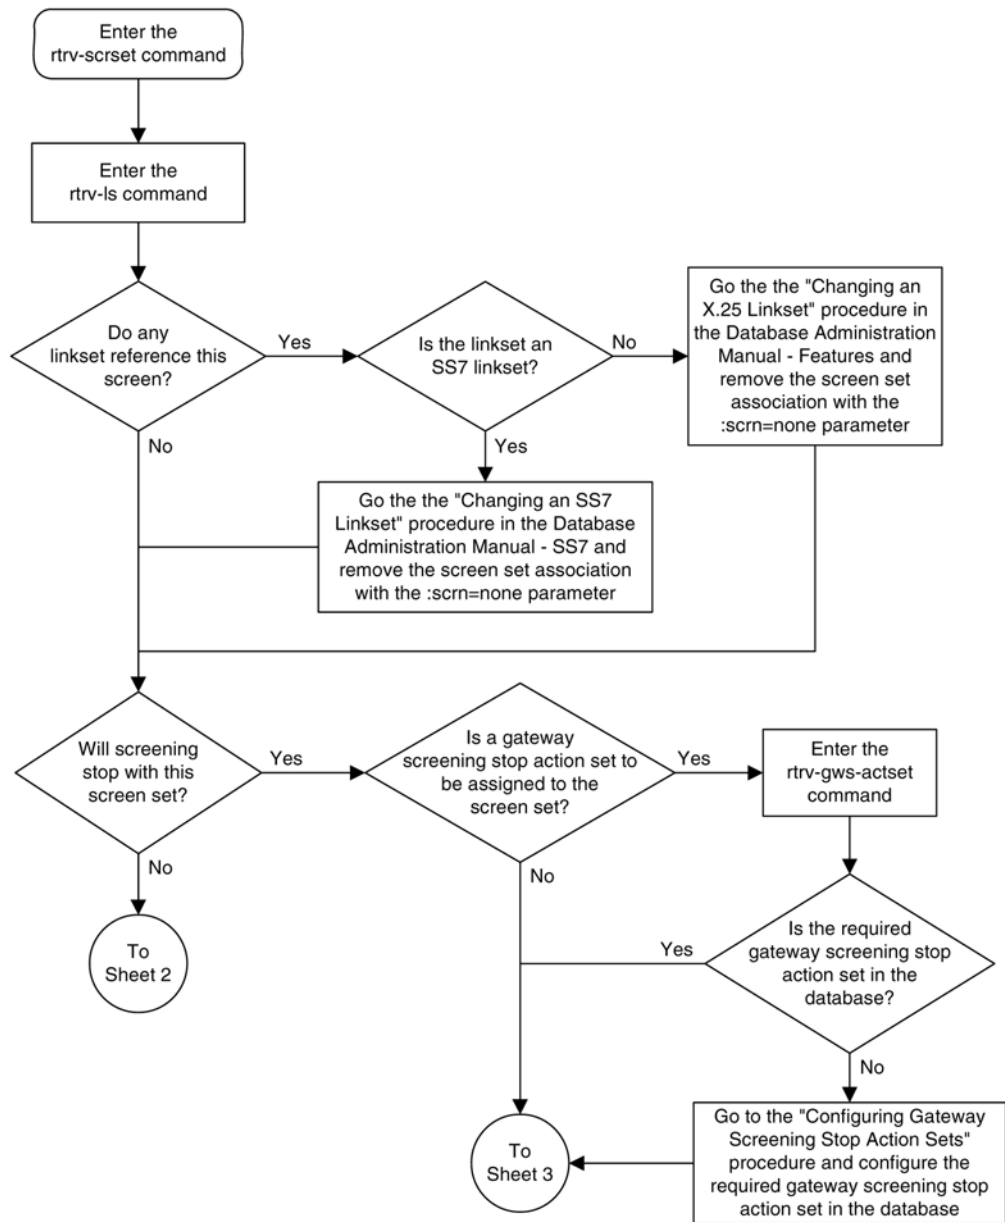 Enter the
rtrv-scrset command
Enter the
rtrv-ls command
Do any
linkset reference this
screen?
Yes
Is the linkset an
SS7 linkset?
No
Go the the "Changing an
X.25 Linkset" procedure in
the Database Administration
Manual - Features and
remove the screen set
association with the
:scrn=none parameter
No
Yes
Go the the "Changing an SS7
Linkset" procedure in the Database
Administration Manual - SS7 and
remove the screen set association
with the :scrn=none parameter
Will screening
stop with this
screen set?
Yes
Is a gateway
screening stop action set to
be assigned to the
screen set?
Yes
Enter the
rtrv-gws-actset
command
No
To
Sheet 2
No
Is the required
gateway screening stop
action set in the
database?
Yes
No
To
Sheet 3
Go to the "Configuring Gateway
Screening Stop Action Sets"
procedure and configure the
required gateway screening stop
action set in the database